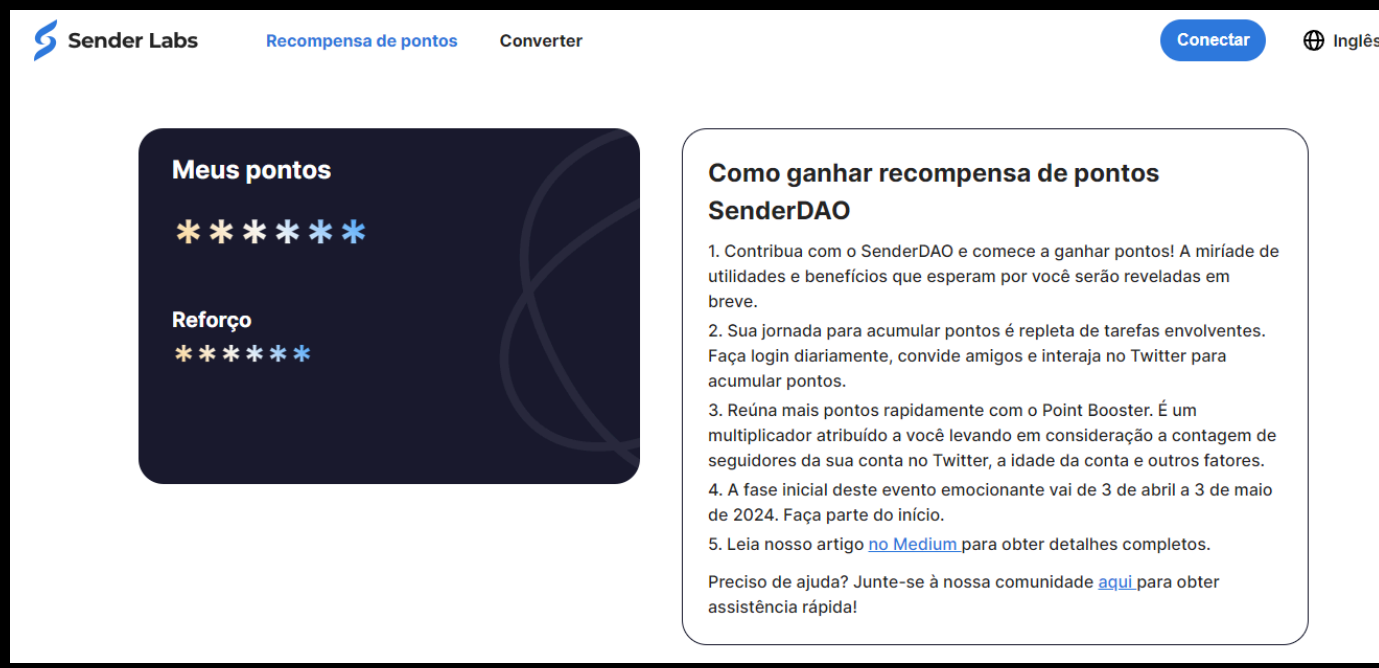 Sender Labs
Recompensa de pontos
Converter
Conectar
Inglês
Meus pontos
******
Reforço
******
Como ganhar recompensa de pontos
SenderDAO
1. Contribua com o SenderDAO e comece a ganhar pontos! A miríade de
utilidades e benefícios que esperam por você serão reveladas em
breve.
2. Sua jornada para acumular pontos é repleta de tarefas envolventes.
Faça login diariamente, convide amigos e interaja no Twitter para
acumular pontos.
3. Reúna mais pontos rapidamente com o Point Booster. É um
multiplicador atribuído a você levando em consideração a contagem de
seguidores da sua conta no Twitter, a idade da conta e outros fatores.
4. A fase inicial deste evento emocionante vai de 3 de abril a 3 de maio
de 2024. Faça parte do início.
5. Leia nosso artigo no Medium para obter detalhes completos.
Preciso de ajuda? Junte-se à nossa comunidade aqui para obter
assistência rápida!